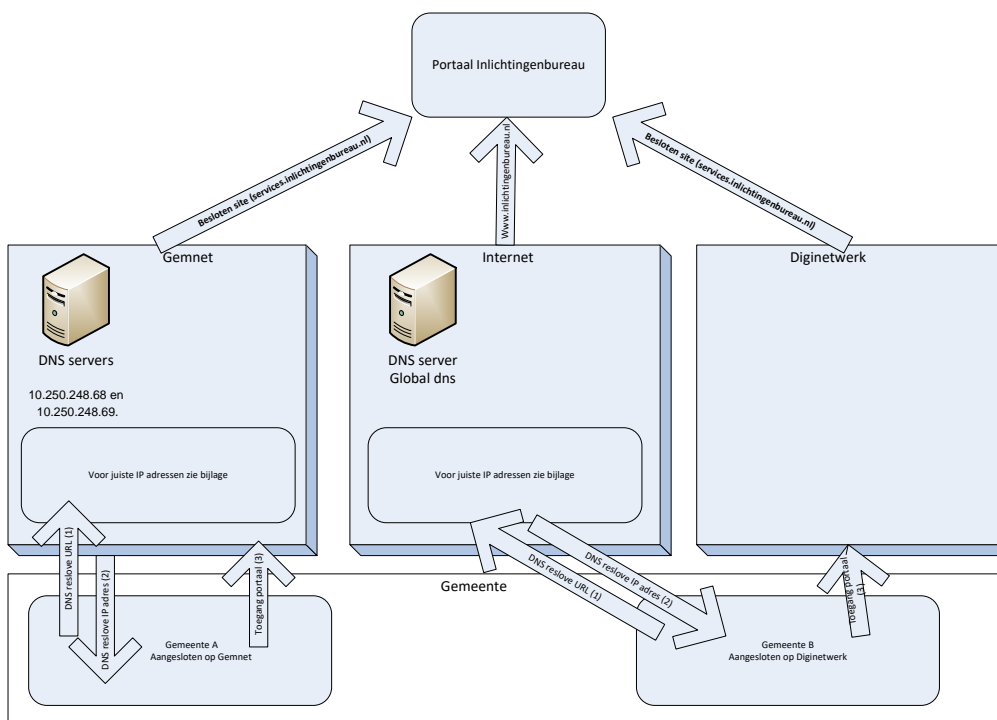 Portaal Inlichtingenbureau
Besloten site (services.inlichtingenbureau.nl)
Www.inlichtingenbureau.nl
Besloten site (services.inlichtingenbureau.nl)
Gemnet
Internet
Diginetwerk
DNS servers
10.250.248.68 en
10.250.248.69.
DNS server
Global dns
Voor juiste IP adressen zie bijlage
Voor juiste IP adressen zie bijlage
DNS reslove URL (1)
DNS reslove IP adres (2)
Toegang portaal (3)
DNS reslove URL (1)
DNS reslove IP adres (2)
Toegang portaal
(3)
Gemeente
Gemeente A
Aangesloten op Gemnet
Gemeente B
Aangesloten op Diginetwerk